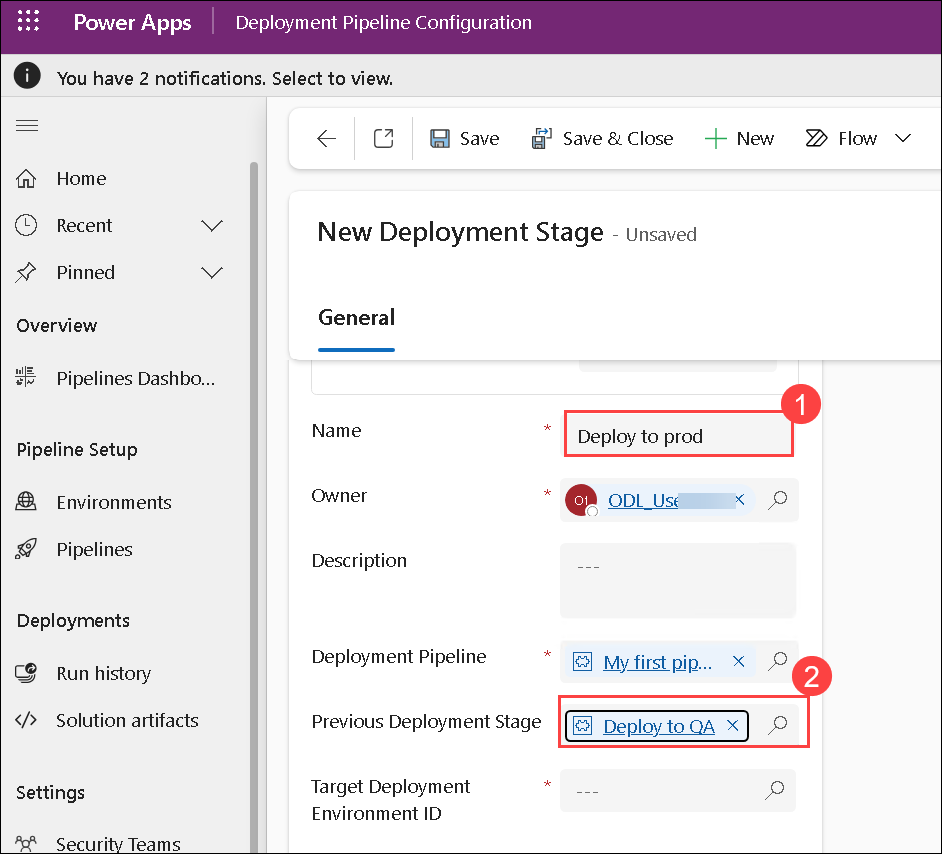 Power Apps
Deployment Pipeline Configuration
You have 2 notifications. Select to view.
Save
Save & Close
New
Flow
Home
Recent
Pinned
Overview
Pipelines Dashbo...
Pipeline Setup
Environments
Pipelines
Deployments
Run history
Solution artifacts
Settings
Security Teams
New Deployment Stage - Unsaved
General
1
Name * Deploy to prod
Owner * O1 ODL_Use
Description ---
Deployment Pipeline * My first pip...
2
Previous Deployment Stage Deploy to QA
Target Deployment * ---
Environment ID